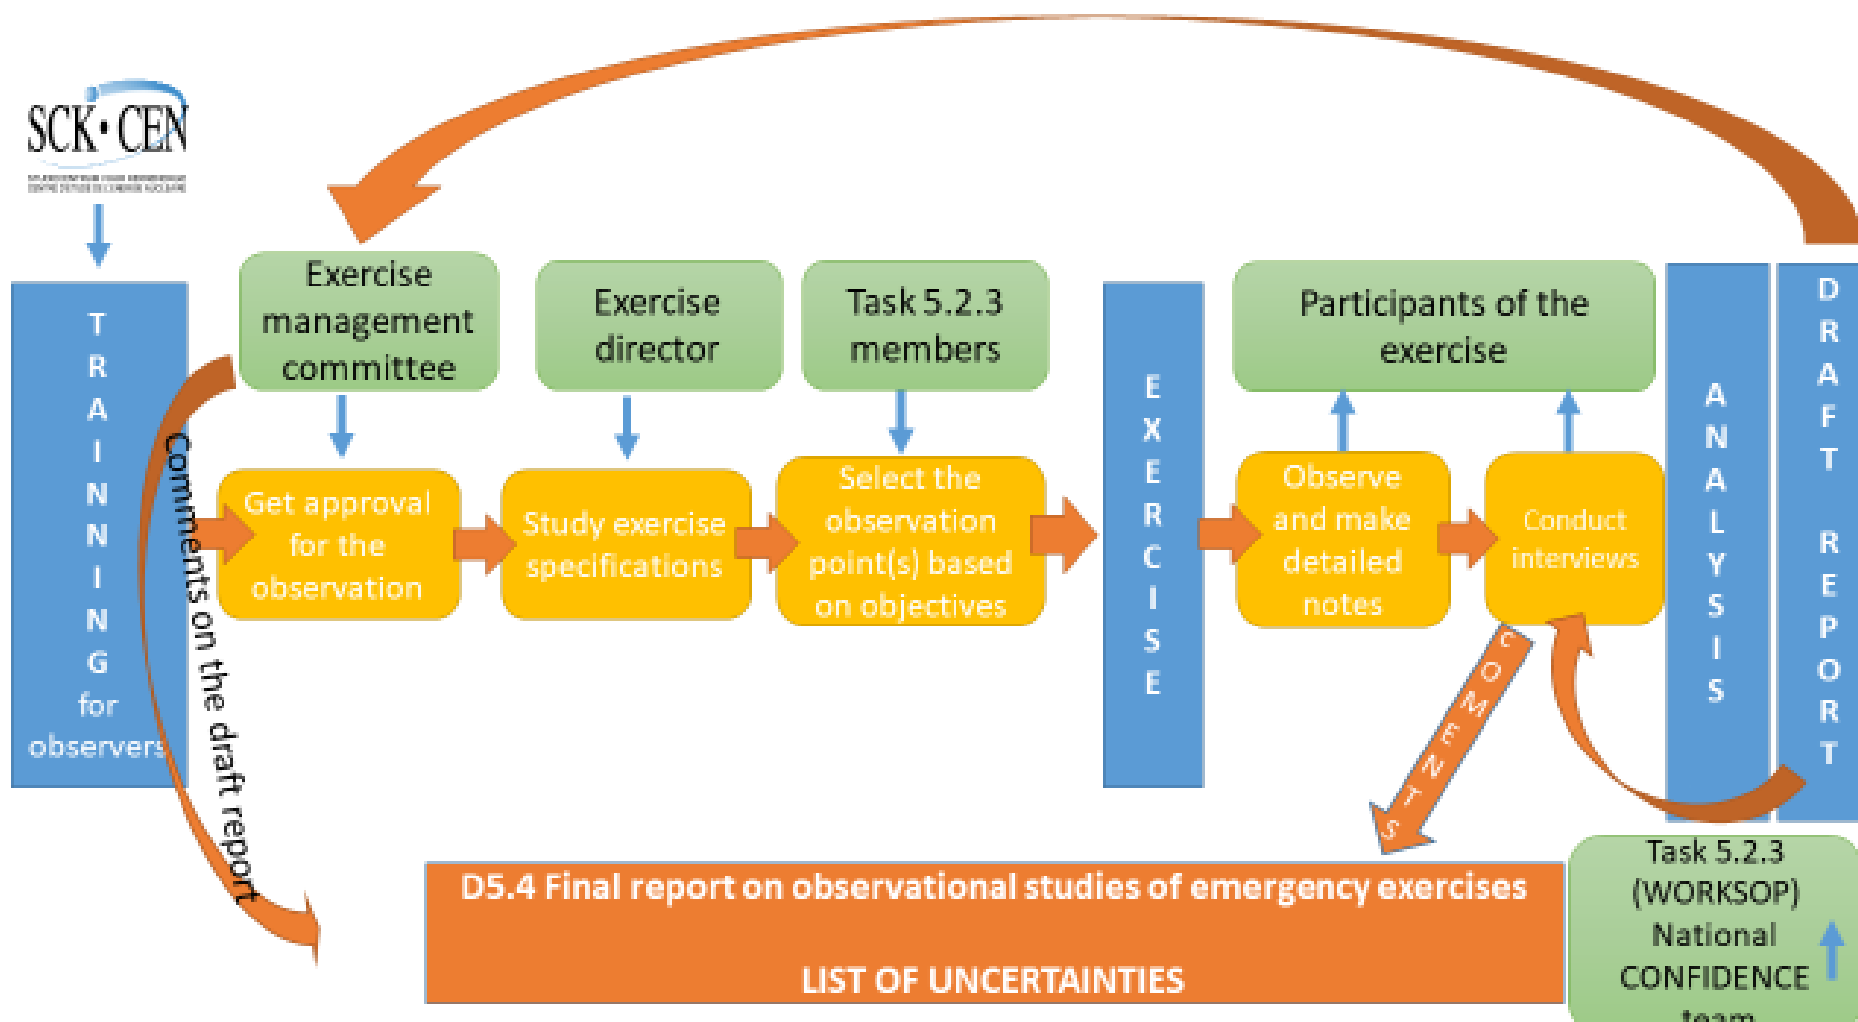 SCK•CEN
TRAINING
for
observers
Exercise
management
committee
Exercise
director
Task 5.2.3
members
Participants of the
exercise
Get approval
for the
observation
Study exercise
specifications
Select the
observation
point(s) based
on objectives
EXERCISE
Observe
and make
detailed
notes
Conduct
interviews
ANALYSIS
DRAFT REPORT
Comments on the draft report
COMENTS
D5.4 Final report on observational studies of emergency exercises
LIST OF UNCERTAINTIES
Task 5.2.3
(WORKSOP)
National
CONFIDENCE
team